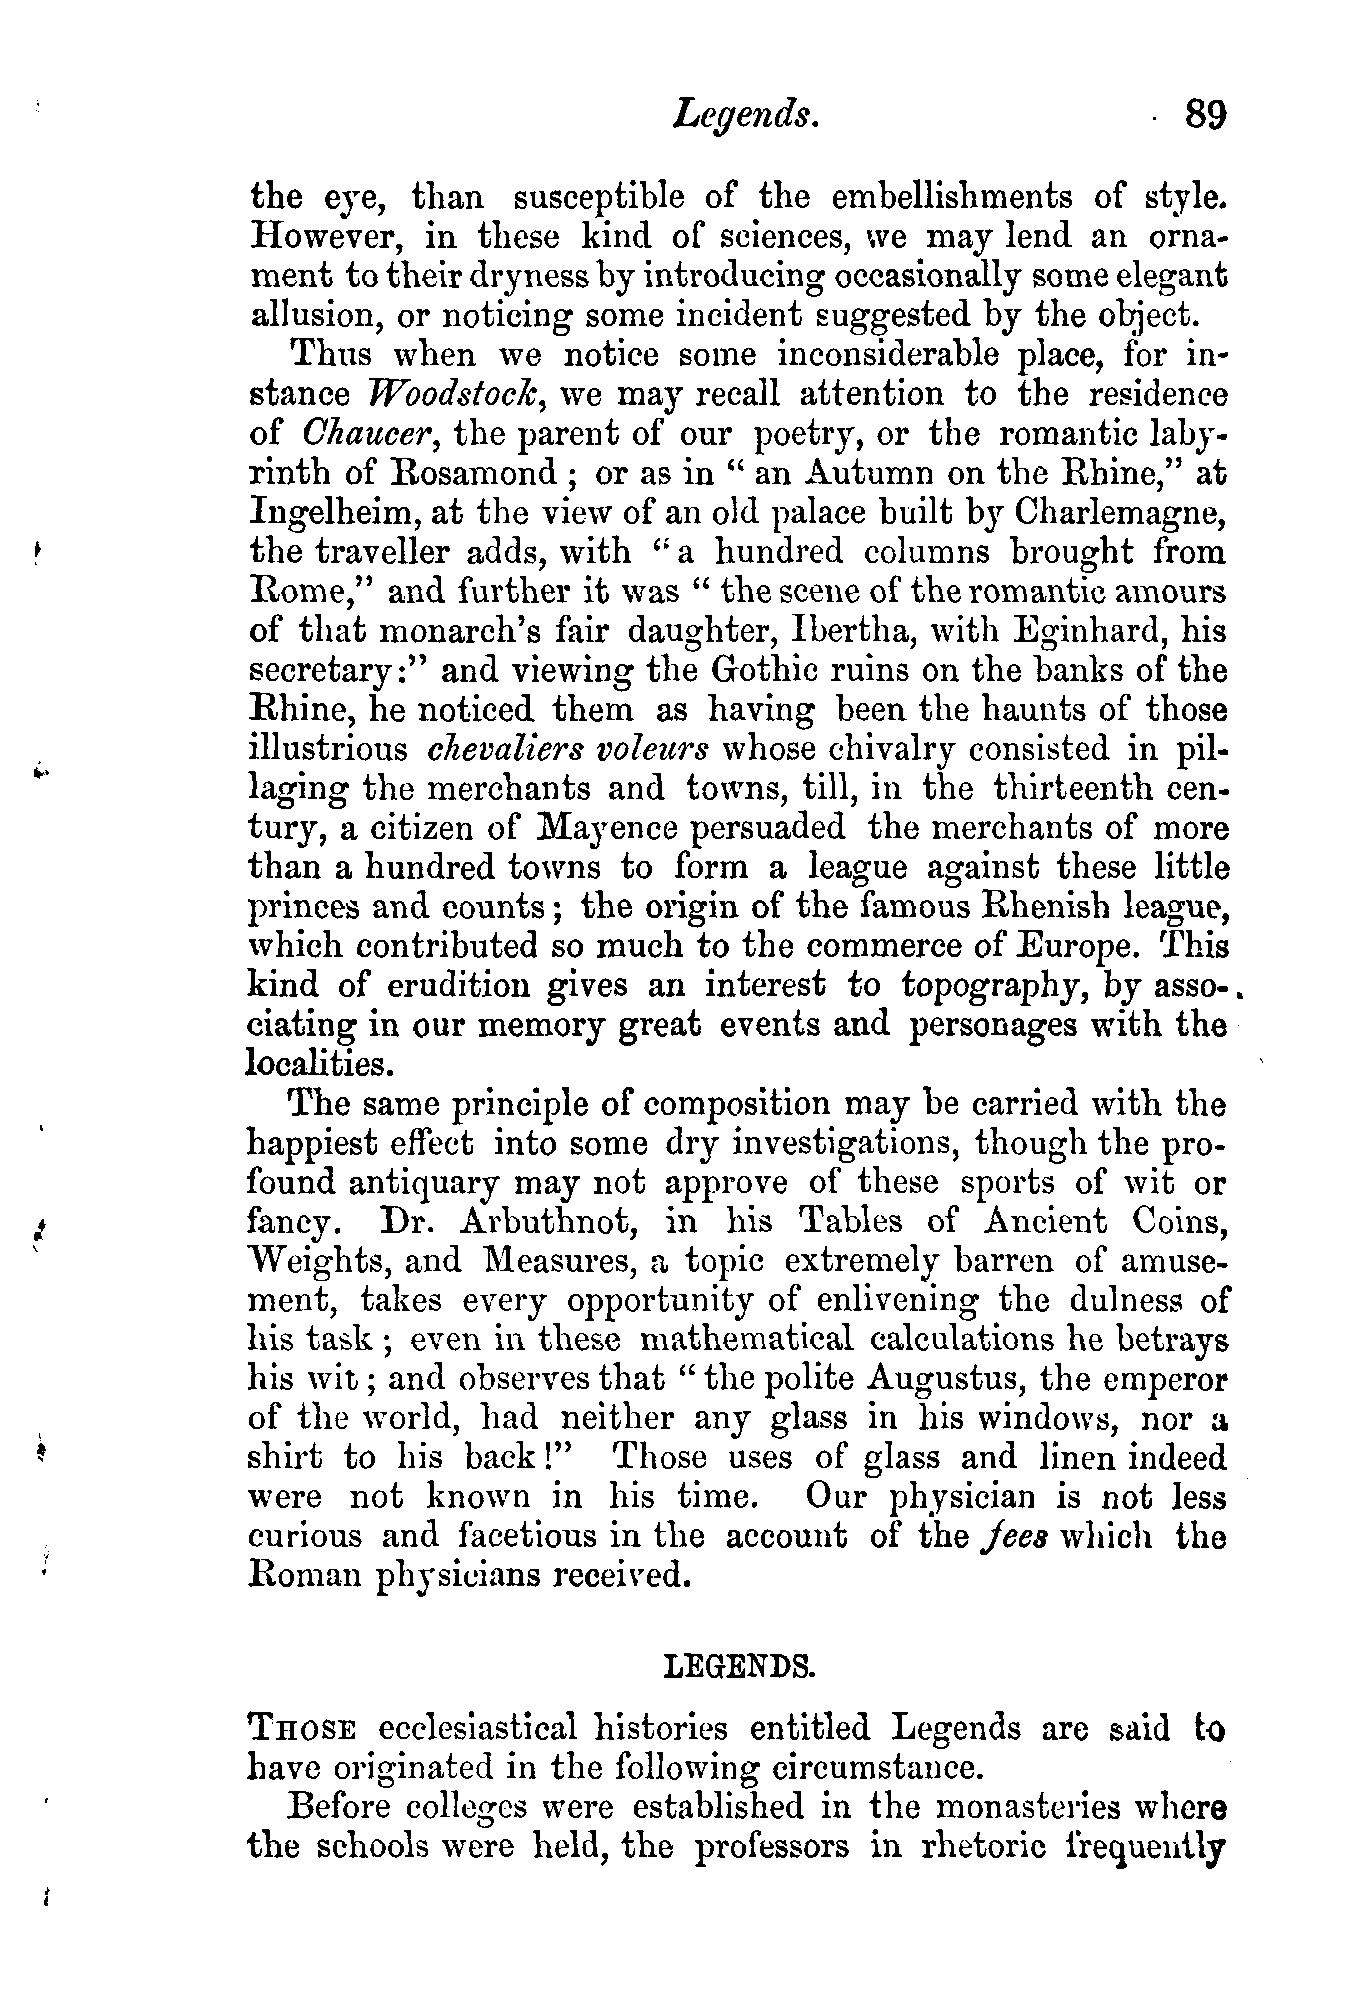 Legends. 89
the eye, than susceptible of the embellishments of style.
However, in these kind of sciences, we may lend an orna-
ment to their dryness by introducing occasionally some elegant
allusion, or noticing some incident suggested by the object.
Thus when we notice some inconsiderable place, for in-
stance Woodstock, we may recall attention to the residence
of Chaucer, the parent of our poetry, or the romantic laby-
rinth of Rosamond ; or as in “ an Autumn on the Rhine,” at
Ingelheim, at the view of an old palace built by Charlemagne,
the traveller adds, with “ a hundred columns brought from
Rome,” and further it was “ the scene of the romantic amours
of that monarch’s fair daughter, Ibertha, with Eginhard, his
secretary:” and viewing the Gothic ruins on the banks of the
Rhine, he noticed them as having been the haunts of those
illustrious chevaliers voleurs whose chivalry consisted in pil-
laging the merchants and towns, till, in the thirteenth cen-
tury, a citizen of Mayence persuaded the merchants of more
than a hundred towns to form a league against these little
princes and counts ; the origin of the famous Rhenish league,
which contributed so much to the commerce of Europe. This
kind of erudition gives an interest to topography, by asso-
ciating in our memory great events and personages with the
localities.
The same principle of composition may be carried with the
happiest effect into some dry investigations, though the pro-
found antiquary may not approve of these sports of wit or
fancy. Dr. Arbuthnot, in his Tables of Ancient Coins,
Weights, and Measures, a topic extremely barren of amuse-
ment, takes every opportunity of enlivening the dulness of
his task ; even in these mathematical calculations he betrays
his wit ; and observes that “ the polite Augustus, the emperor
of the world, had neither any glass in his windows, nor a
shirt to his back !” Those uses of glass and linen indeed
were not known in his time. Our physician is not less
curious and facetious in the account of the fees which the
Roman physicians received.
LEGENDS.
THOSE ecclesiastical histories entitled Legends are said to
have originated in the following circumstance.
Before colleges were established in the monasteries where
the schools were held, the professors in rhetoric frequently